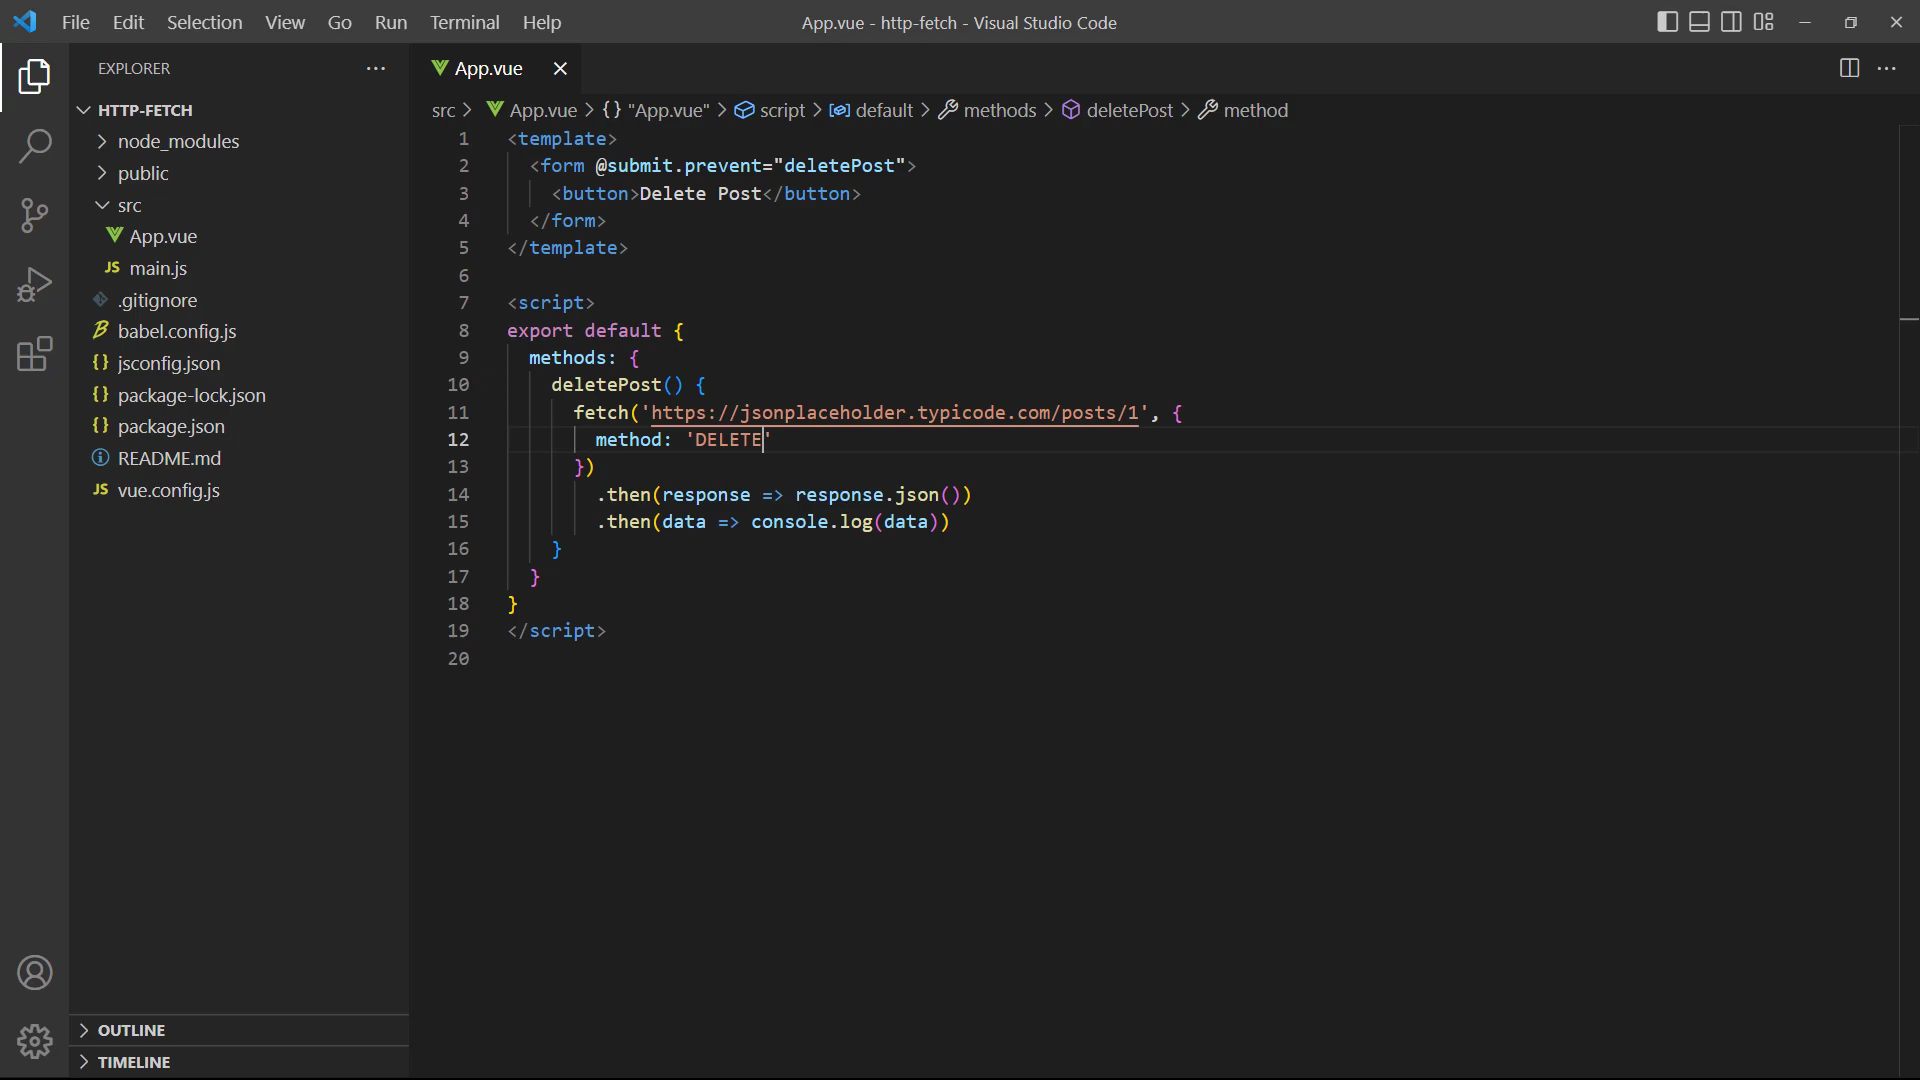 File Edit Selection View Go Run Terminal Help
App.vue - http-fetch - Visual Studio Code
EXPLORER
HTTP-FETCH
node_modules
public
src
App.vue
JS main.js
.gitignore
babel.config.js
{} jsconfig.json
{} package-lock.json
{} package.json
README.md
JS vue.config.js
OUTLINE
TIMELINE
App.vue
src > App.vue > {} "App.vue" > script > default > methods > deletePost > method
1 <template>
2   <form @submit.prevent="deletePost">
3     <button>Delete Post</button>
4   </form>
5 </template>
6
7 <script>
8 export default {
9   methods: {
10     deletePost() {
11       fetch('https://jsonplaceholder.typicode.com/posts/1', {
12         method: 'DELETE'
13       })
14         .then(response => response.json())
15         .then(data => console.log(data))
16     }
17   }
18 }
19 </script>
20